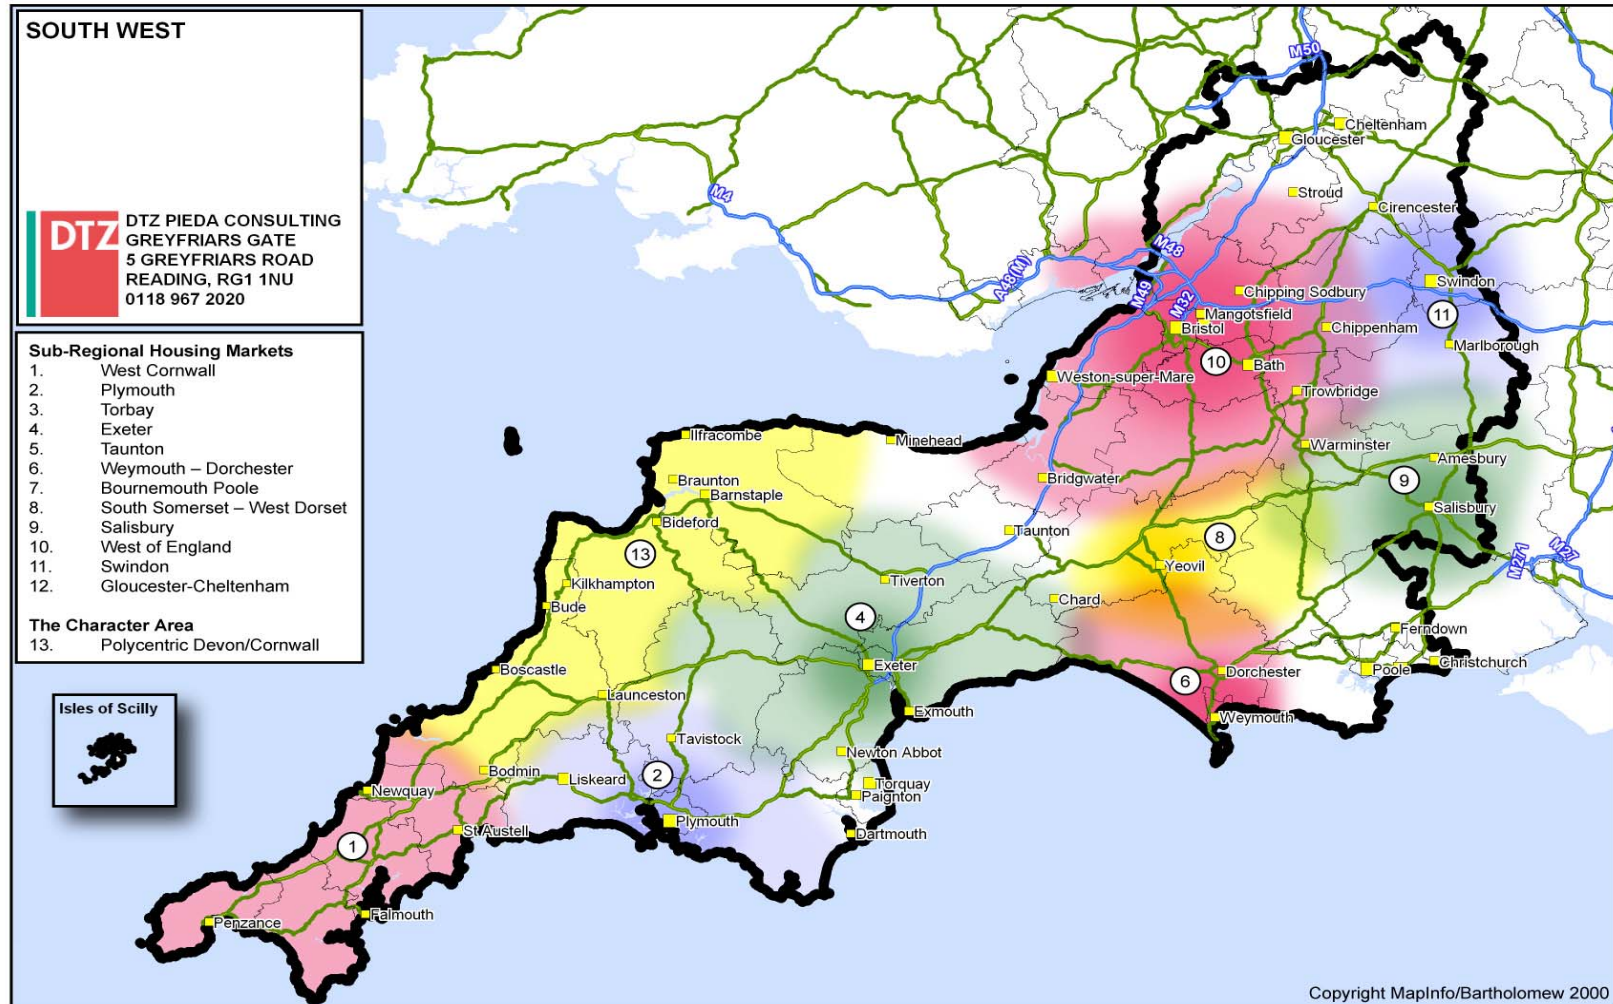 SOUTH WEST
DTZ
DTZ PIEDA CONSULTING
GREYFRIARS GATE
5 GREYFRIARS ROAD
READING, RG1 1NU
0118 967 2020
Sub-Regional Housing Markets
1. West Cornwall
2. Plymouth
3. Torbay
4. Exeter
5. Taunton
6. Weymouth – Dorchester
7. Bournemouth Poole
8. South Somerset – West Dorset
9. Salisbury
10. West of England
11. Swindon
12. Gloucester-Cheltenham
The Character Area
13. Polycentric Devon/Cornwall
Isles of Scilly
M50
Cheltenham
Gloucester
M4
Stroud
Cirencester
M48
A48(M)
M49
M32
Swindon
Chipping Sodbury
11
Mangotsfield
Bristol
Chippenham
Marlborough
10
Bath
Weston-super-Mare
Trowbridge
Ilfracombe
Minehead
Warminster
Amesbury
Braunton
Barnstaple
Bridgwater
9
Salisbury
Bideford
Taunton
8
13
M271
M27
Yeovil
Kilkhampton
Tiverton
Bude
Chard
4
Ferndown
Boscastle
Exeter
Dorchester
Poole
Christchurch
6
Launceston
Exmouth
Weymouth
Tavistock
Newton Abbot
Bodmin
Liskeard
2
Torquay
Paignton
Newquay
Plymouth
St Austell
Dartmouth
1
Falmouth
Penzance
Copyright MapInfo/Bartholomew 2000